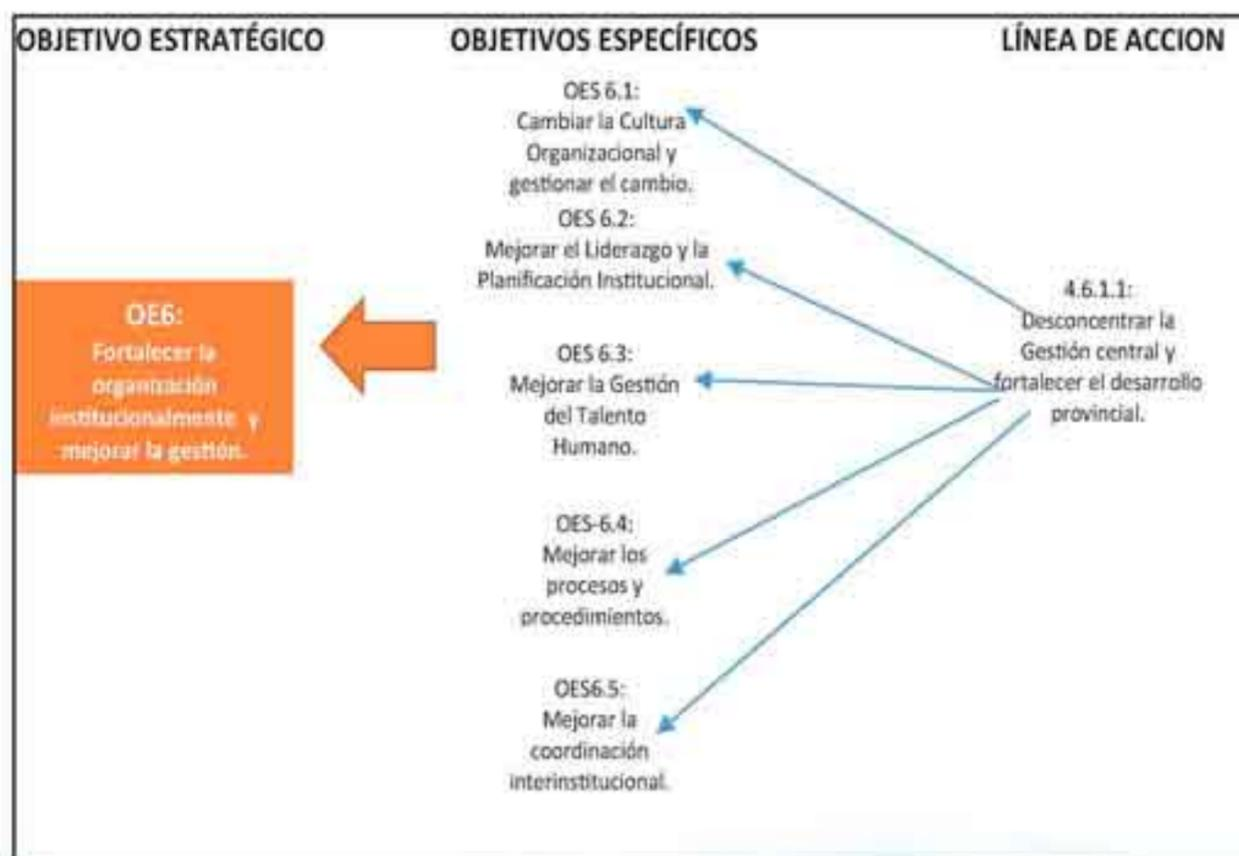 OBJETIVO ESTRATÉGICO
OBJETIVOS ESPECÍFICOS
LÍNEA DE ACCION
OES 6.1:
Cambiar la Cultura
Organizacional y
gestionar el cambio.
OES 6.2:
Mejorar el Liderazgo y la
Planificación Institucional.
OES 6.3:
Mejorar la Gestión
del Talento
Humano.
OES-6.4:
Mejorar los
procesos y
procedimientos.
OES6.5:
Mejorar la
coordinación
interinstitucional.
OE6:
Fortalecer la
organización
institucionalmente y
mejorar la gestión.
4.6.1.1:
Desconcentrar la
Gestión central y
fortalecer el desarrollo
provincial.